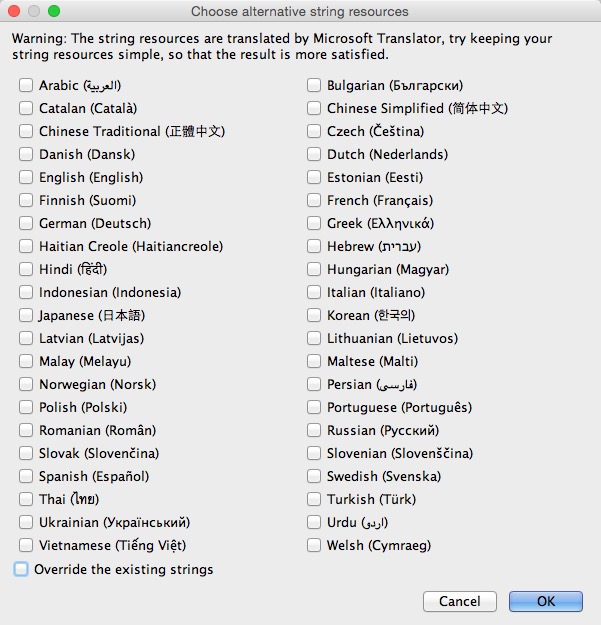 Choose alternative string resources
Warning: The string resources are translated by Microsoft Translator, try keeping your
string resources simple, so that the result is more satisfied.
Arabic (العربية)
Bulgarian (Български)
Catalan (Català)
Chinese Simplified (简体中文)
Chinese Traditional (正體中文)
Czech (Čeština)
Danish (Dansk)
Dutch (Nederlands)
English (English)
Estonian (Eesti)
Finnish (Suomi)
French (Français)
German (Deutsch)
Greek (Ελληνικά)
Haitian Creole (Haitiancreole)
Hebrew (עברית)
Hindi (हिंदी)
Hungarian (Magyar)
Indonesian (Indonesia)
Italian (Italiano)
Japanese (日本語)
Korean (한국의)
Latvian (Latvijas)
Lithuanian (Lietuvos)
Malay (Melayu)
Maltese (Malti)
Norwegian (Norsk)
Persian (فارسی)
Polish (Polski)
Portuguese (Português)
Romanian (Român)
Russian (Русский)
Slovak (Slovenčina)
Slovenian (Slovenščina)
Spanish (Español)
Swedish (Svenska)
Thai (ไทย)
Turkish (Türk)
Ukrainian (Український)
Urdu (اردو)
Vietnamese (Tiếng Việt)
Welsh (Cymraeg)
Override the existing strings
Cancel
OK